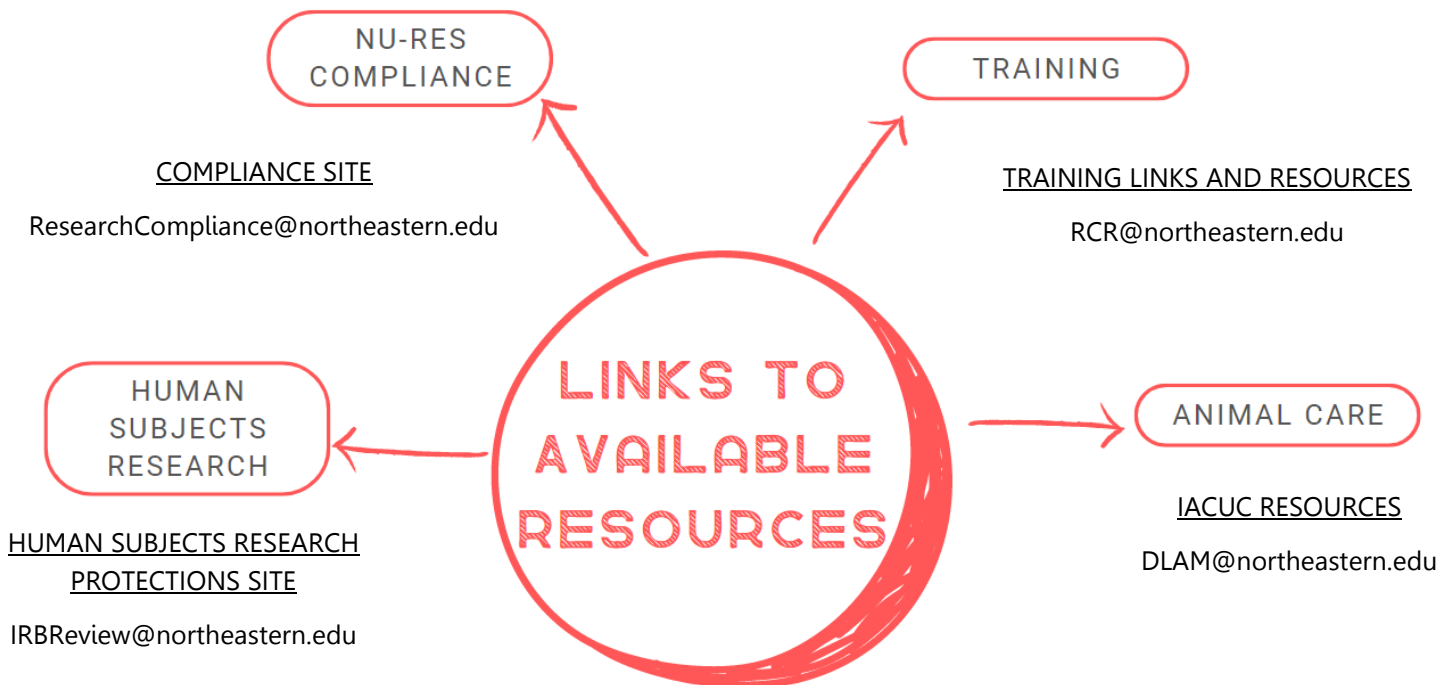 NU-RES
COMPLIANCE
COMPLIANCE SITE
ResearchCompliance@northeastern.edu
TRAINING
TRAINING LINKS AND RESOURCES
RCR@northeastern.edu
LINKS TO
AVAILABLE
RESOURCES
HUMAN
SUBJECTS
RESEARCH
HUMAN SUBJECTS RESEARCH
PROTECTIONS SITE
IRBReview@northeastern.edu
ANIMAL CARE
IACUC RESOURCES
DLAM@northeastern.edu